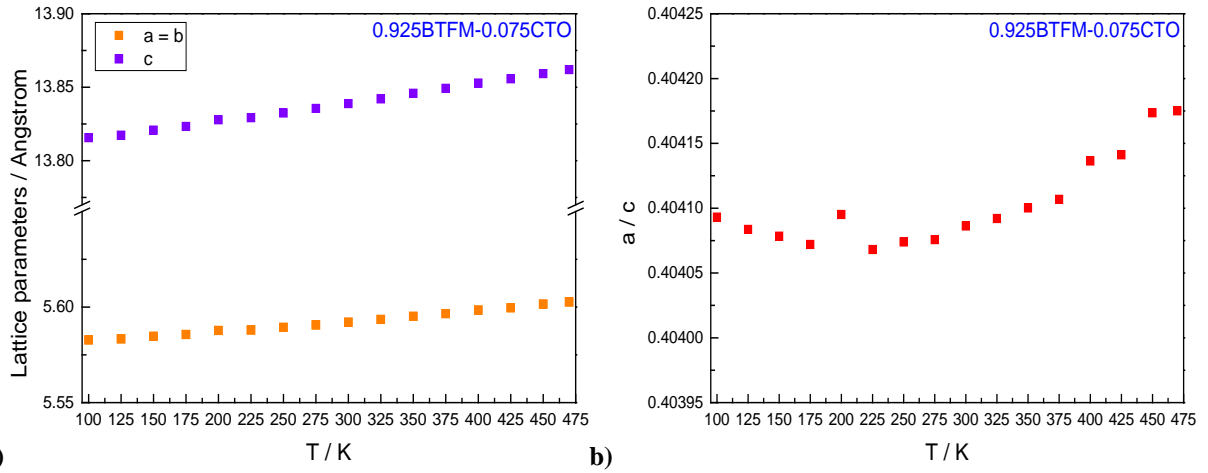 0.925BTFM-0.075CTO
a = b
c
Lattice parameters / Angstrom
13.90
13.85
13.80
5.60
5.55
100 125 150 175 200 225 250 275 300 325 350 375 400 425 450 475
T / K
)
0.925BTFM-0.075CTO
a / c
0.40425
0.40420
0.40415
0.40410
0.40405
0.40400
0.40395
100 125 150 175 200 225 250 275 300 325 350 375 400 425 450 475
T / K
b)